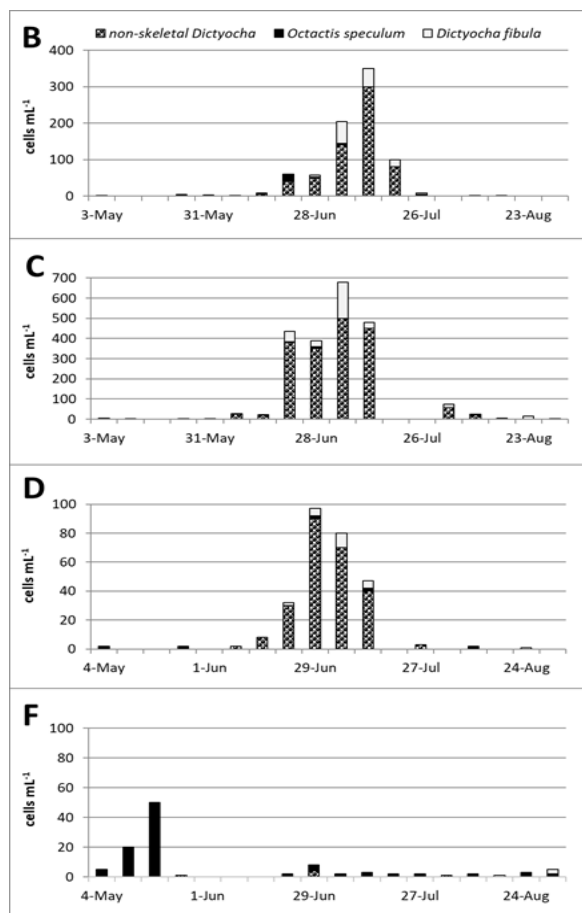 B
non-skeletal Dictyocha Octactis speculum Dictyocha fibula
400
300
200
100
0
cells mL⁻¹
3-May 31-May 28-Jun 26-Jul 23-Aug
C
700
600
500
400
300
200
100
0
cells mL⁻¹
3-May 31-May 28-Jun 26-Jul 23-Aug
D
100
80
60
40
20
0
cells mL⁻¹
4-May 1-Jun 29-Jun 27-Jul 24-Aug
F
100
80
60
40
20
0
cells mL⁻¹
4-May 1-Jun 29-Jun 27-Jul 24-Aug